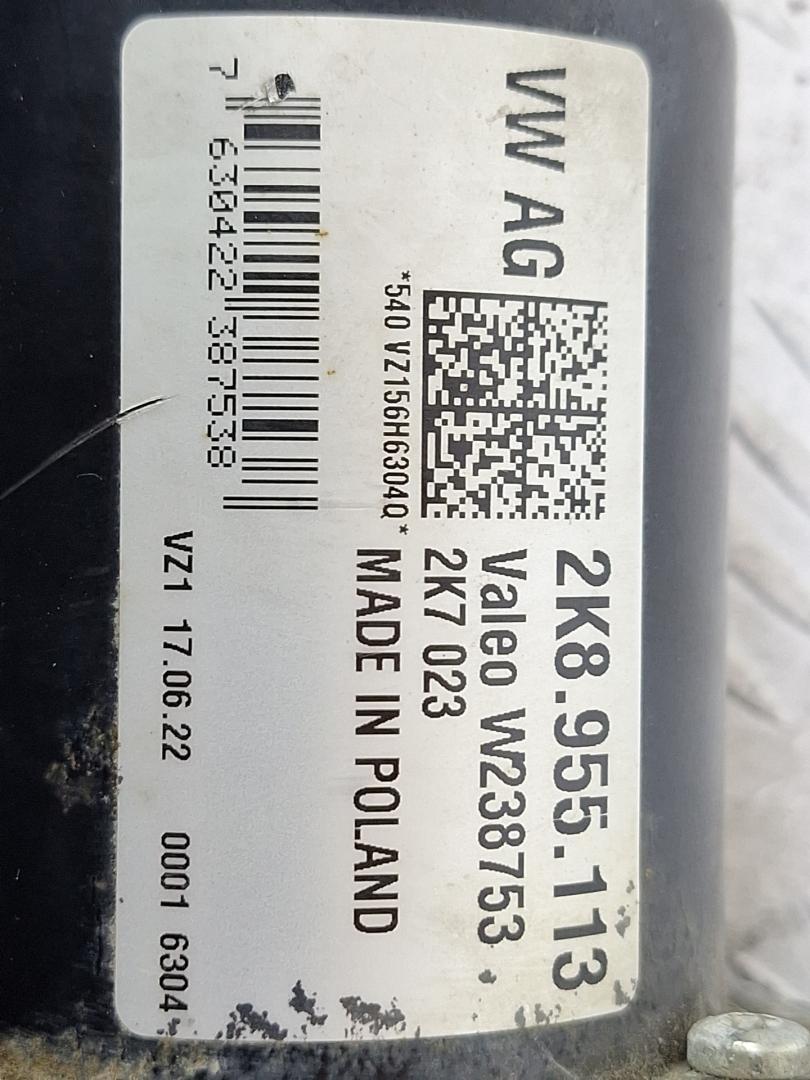 VW AG
2K8.955.113
Valeo W238753
2K7 023
*540 VZ156H6304Q*
MADE IN POLAND
7 630422 387538
VZ1 17.06.22 0001 6304